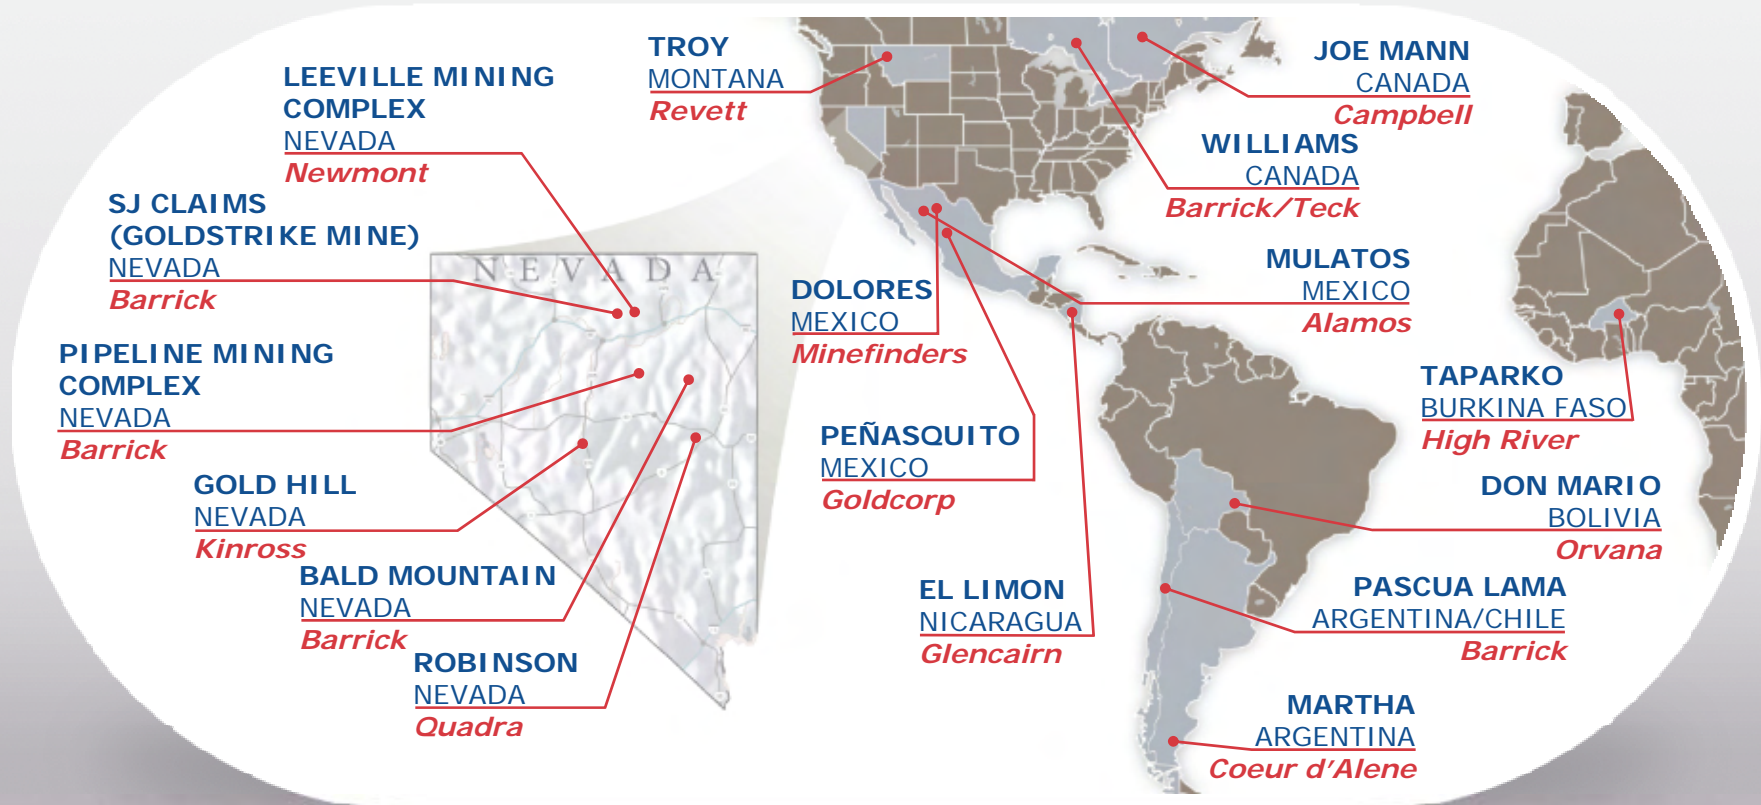 TROY
MONTANA
Revett
JOE MANN
CANADA
Campbell
LEEVILLE MINING
COMPLEX
NEVADA
Newmont
WILLIAMS
CANADA
Barrick/Teck
SJ CLAIMS
(GOLDSTRIKE MINE)
NEVADA
Barrick
NEVADA
MULATOS
MEXICO
Alamos
DOLORES
MEXICO
Minefinders
PIPELINE MINING
COMPLEX
NEVADA
Barrick
TAPARKO
BURKINA FASO
High River
PEÑASQUITO
MEXICO
Goldcorp
GOLD HILL
NEVADA
Kinross
DON MARIO
BOLIVIA
Orvana
BALD MOUNTAIN
NEVADA
Barrick
EL LIMON
NICARAGUA
Glencairn
PASCUA LAMA
ARGENTINA/CHILE
Barrick
ROBINSON
NEVADA
Quadra
MARTHA
ARGENTINA
Coeur d'Alene